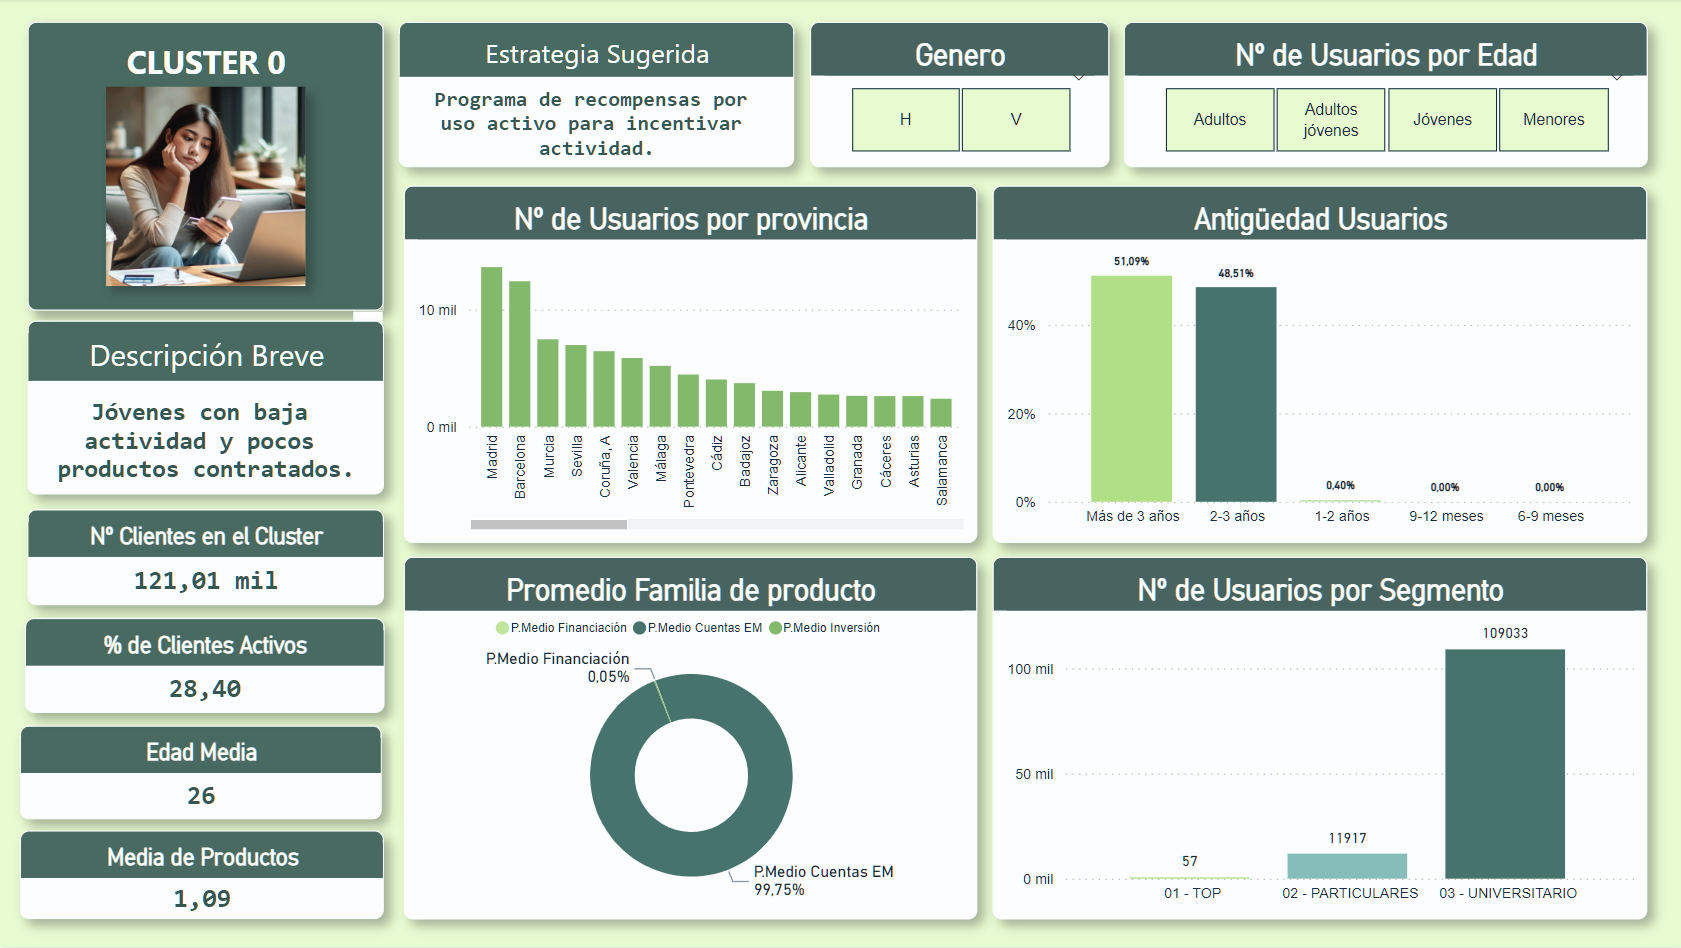 CLUSTER 0
Estrategia Sugerida
Programa de recompensas por
uso activo para incentivar
actividad.
Genero
H
V
Nº de Usuarios por Edad
Adultos
Adultos
jóvenes
Jóvenes
Menores
Descripción Breve
Jóvenes con baja
actividad y pocos
productos contratados.
Nº Clientes en el Cluster
121,01 mil
% de Clientes Activos
28,40
Edad Media
26
Media de Productos
1,09
Nº de Usuarios por provincia
10 mil
0 mil
Madrid
Barcelona
Murcia
Sevilla
Coruña, A
Valencia
Málaga
Pontevedra
Cádiz
Badajoz
Zaragoza
Alicante
Valladolid
Granada
Cáceres
Asturias
Salamanca
Antigüedad Usuarios
40%
20%
0%
51,09%
48,51%
0,40%
0,00%
0,00%
Más de 3 años
2-3 años
1-2 años
9-12 meses
6-9 meses
Promedio Familia de producto
P.Medio Financiación
P.Medio Cuentas EM
P.Medio Inversión
P.Medio Financiación
0,05%
P.Medio Cuentas EM
99,75%
Nº de Usuarios por Segmento
100 mil
50 mil
0 mil
57
11917
109033
01 - TOP
02 - PARTICULARES
03 - UNIVERSITARIO